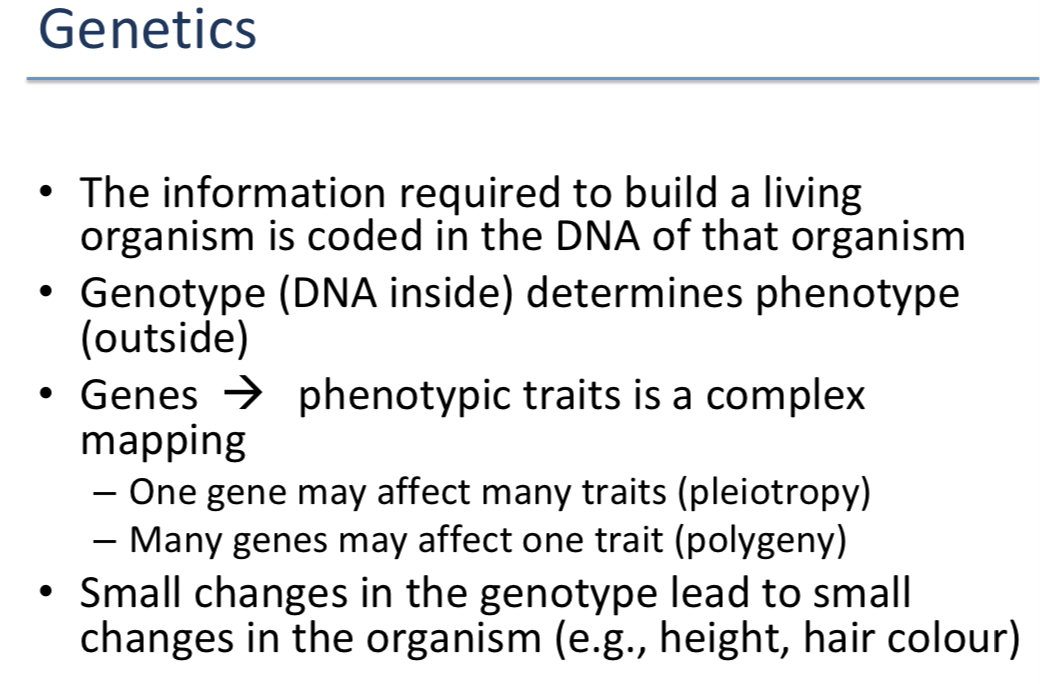 Genetics
• The information required to build a living
organism is coded in the DNA of that organism
• Genotype (DNA inside) determines phenotype
(outside)
• Genes → phenotypic traits is a complex
mapping
– One gene may affect many traits (pleiotropy)
– Many genes may affect one trait (polygeny)
• Small changes in the genotype lead to small
changes in the organism (e.g., height, hair colour)